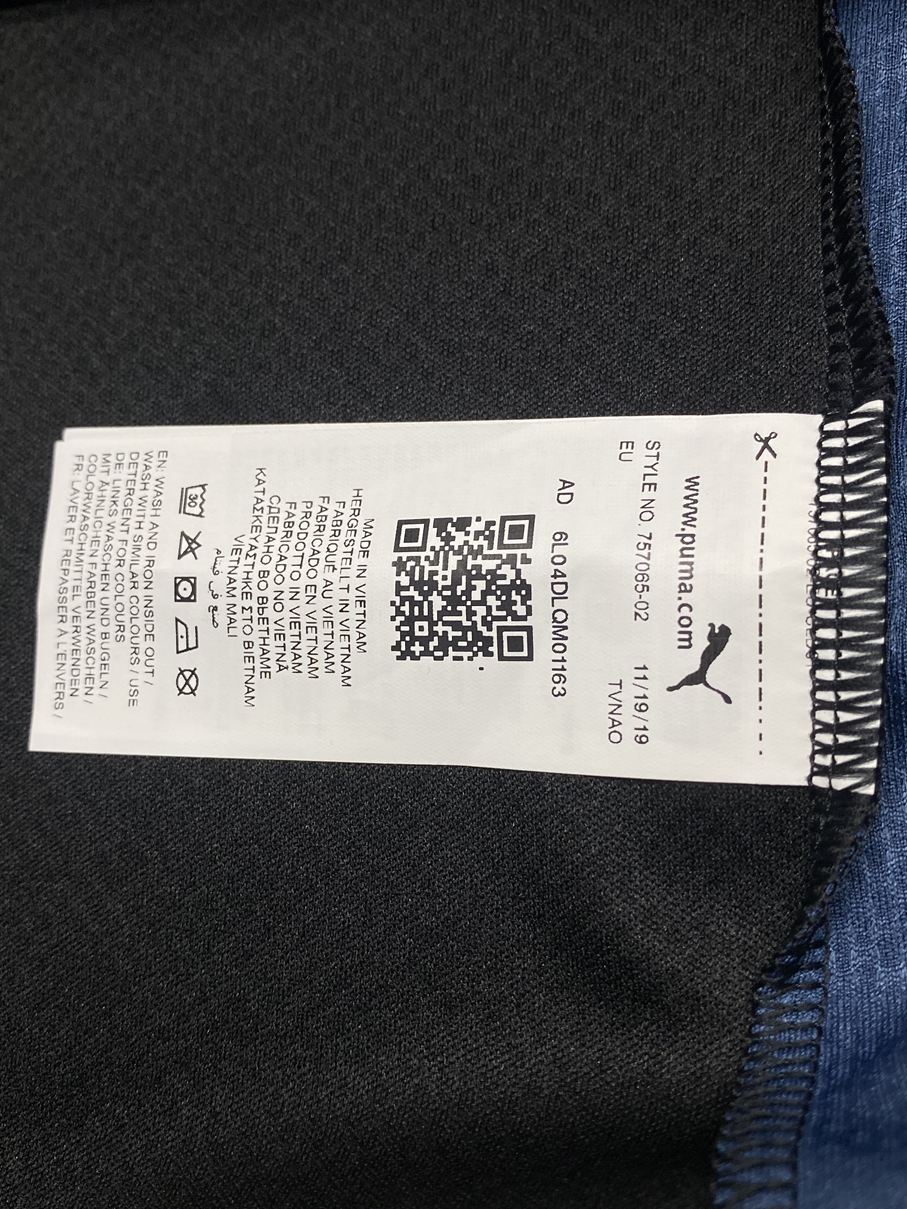 www.puma.com
STYLE NO. 757065-02 11/19/19
EU TVNAO
AD 6L04DLQM01163
MADE IN VIETNAM
HERGESTELLT IN VIETNAM
FABRIQUÉ AU VIETNAM
FABRICADO EN VIETNAM
PRODOTTO IN VIETNAM
FABRICADO NO VIETNÃ
СДЕЛАНО ВО ВЬЕТНАМЕ
ΚΑΤΑΣΚΕΥΑΣΤΗΚΕ ΣΤΟ ΒΙΕΤΝΑΜ
VIETNAM MALI
صنع في فيتنام
30
EN: WASH AND IRON INSIDE OUT /
WASH WITH SIMILAR COLOURS / USE
DETERGENT FOR COLOURS
DE: LINKS WASCHEN UND BÜGELN /
MIT ÄHNLICHEN FARBEN WASCHEN /
COLORWASCHMITTEL VERWENDEN
FR: LAVER ET REPASSER À L'ENVERS /